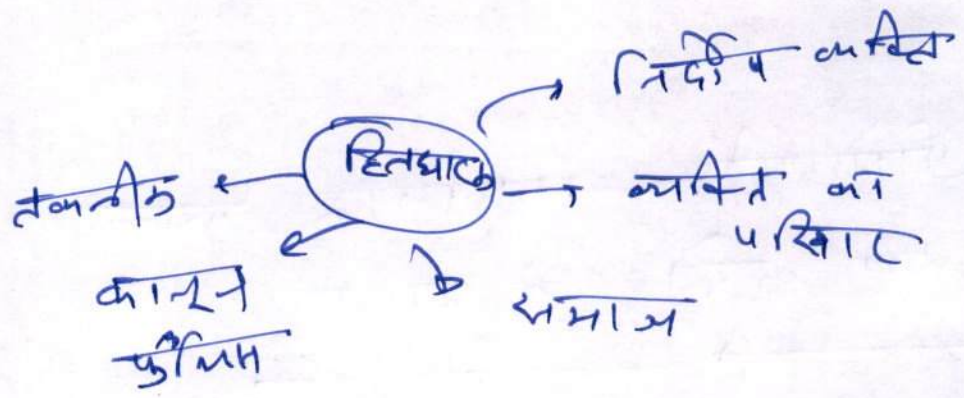 निर्दोष व्यक्ति
हितधारक
तकनीक
व्यक्ति का
परिवार
कानून
पुलिस
समाज